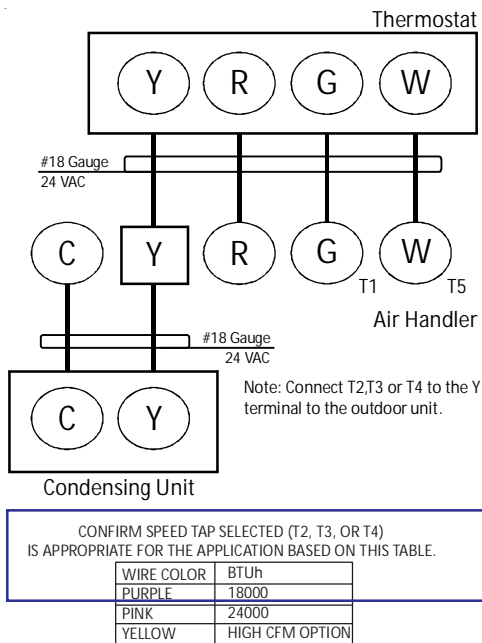 Thermostat
Y R G W
#18 Gauge
24 VAC
C Y R G W
T1 T5
Air Handler
#18 Gauge
24 VAC
Note: Connect T2,T3 or T4 to the Y
terminal to the outdoor unit.
C Y
Condensing Unit
CONFIRM SPEED TAP SELECTED (T2, T3, OR T4)
IS APPROPRIATE FOR THE APPLICATION BASED ON THIS TABLE.
WIRE COLOR BTUh
PURPLE 18000
PINK 24000
YELLOW HIGH CFM OPTION